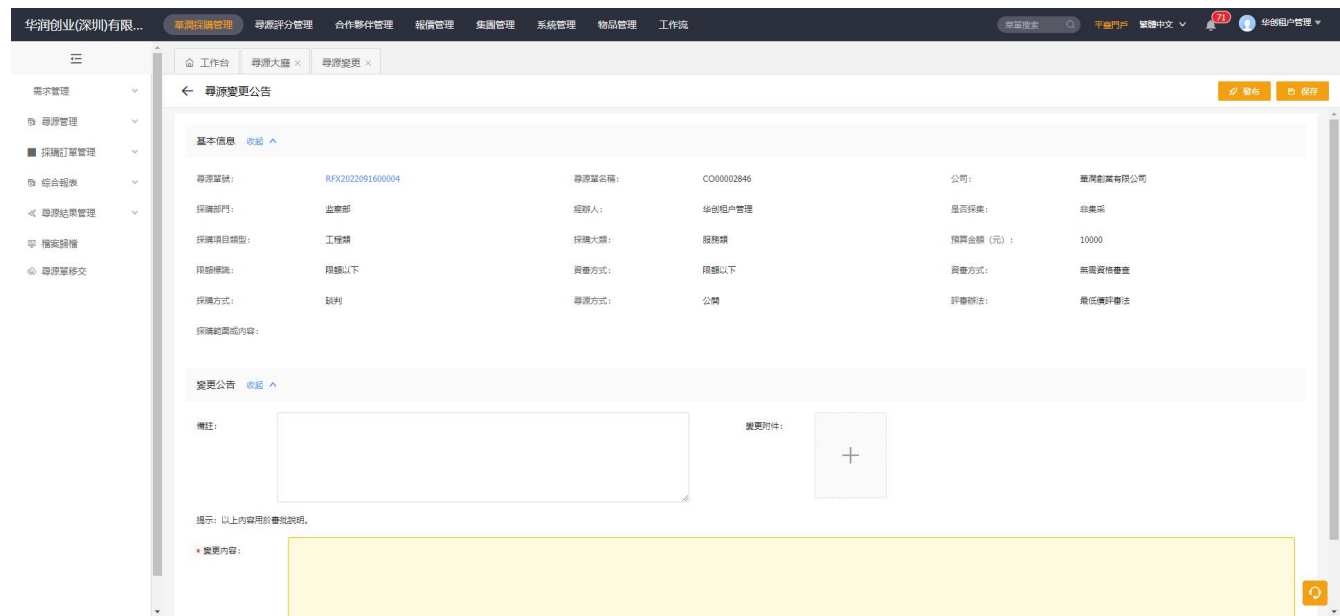 华润创业(深圳)有限... 華潤採購管理 尋源評分管理 合作夥伴管理 報價管理 集團管理 系統管理 物品管理 工作流 菜單搜索 平臺門戶 繁體中文 71 华创租户管理
工作台 尋源大廳 × 尋源變更 ×
← 尋源變更公告 發布 保存
需求管理
尋源管理
採購訂單管理
綜合報表
尋源結果管理
檔案歸檔
尋源單移交
基本信息 收起
尋源單號: RFX2022091600004 尋源單名稱: CO00002846 公司: 華潤創業有限公司
採購部門: 监察部 經辦人: 华创租户管理 是否採集: 非集采
採購項目類型: 工程類 採購大類: 服務類 預算金額（元）: 10000
限額標識: 限額以下 資審方式: 限額以下 資審方式: 無需資格審查
採購方式: 談判 尋源方式: 公開 評審辦法: 最低價評審法
採購範圍或內容:
變更公告 收起
備註: 變更附件:
+
提示: 以上內容用於審批說明。
* 變更內容: